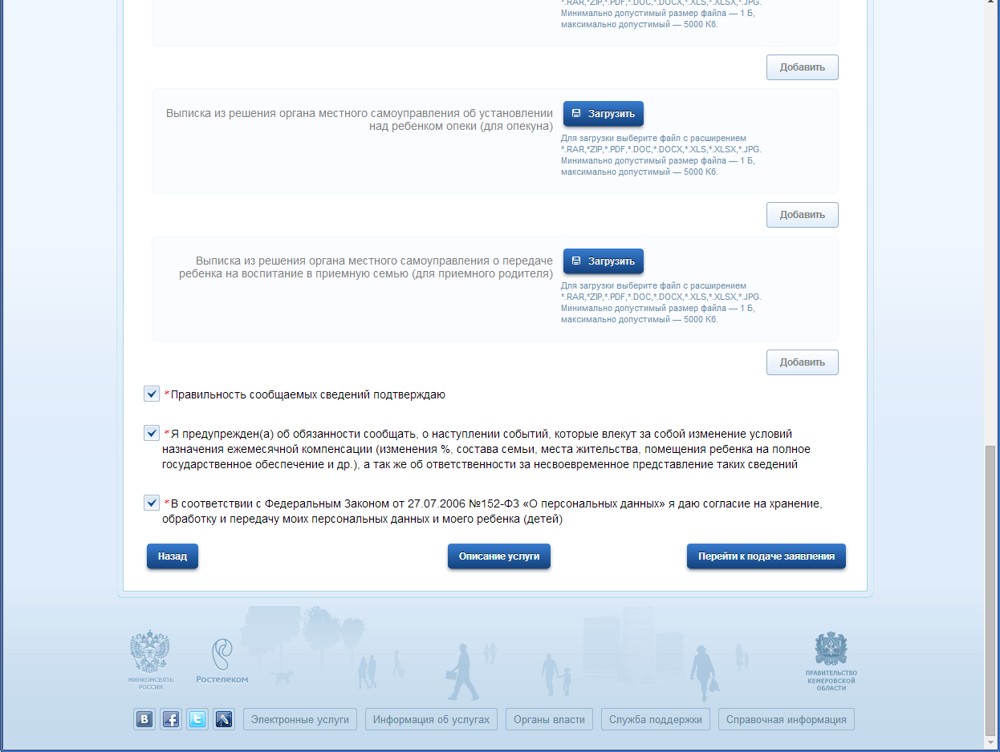 *.RAR,*ZIP,*.PDF,*.DOC,*.DOCX,*.XLS,*.XLSX,*.JPG.
Минимально допустимый размер файла — 1 Б,
максимально допустимый — 5000 Кб.
Добавить
Выписка из решения органа местного самоуправления об установлении
над ребенком опеки (для опекуна)
Загрузить
Для загрузки выберите файл с расширением
*.RAR,*ZIP,*.PDF,*.DOC,*.DOCX,*.XLS,*.XLSX,*.JPG.
Минимально допустимый размер файла — 1 Б,
максимально допустимый — 5000 Кб.
Добавить
Выписка из решения органа местного самоуправления о передаче
ребенка на воспитание в приемную семью (для приемного родителя)
Загрузить
Для загрузки выберите файл с расширением
*.RAR,*ZIP,*.PDF,*.DOC,*.DOCX,*.XLS,*.XLSX,*.JPG.
Минимально допустимый размер файла — 1 Б,
максимально допустимый — 5000 Кб.
Добавить
*Правильность сообщаемых сведений подтверждаю
*Я предупрежден(а) об обязанности сообщать, о наступлении событий, которые влекут за собой изменение условий
назначения ежемесячной компенсации (изменения %, состава семьи, места жительства, помещения ребенка на полное
государственное обеспечение и др.), а так же об ответственности за несвоевременное представление таких сведений
*В соответствии с Федеральным Законом от 27.07.2006 №152-ФЗ «О персональных данных» я даю согласие на хранение,
обработку и передачу моих персональных данных и моего ребенка (детей)
Назад
Описание услуги
Перейти к подаче заявления
МИНКОМСВЯЗЬ
РОССИИ
Ростелеком
ПРАВИТЕЛЬСТВО
КЕМЕРОВСКОЙ
ОБЛАСТИ
Электронные услуги
Информация об услугах
Органы власти
Служба поддержки
Справочная информация